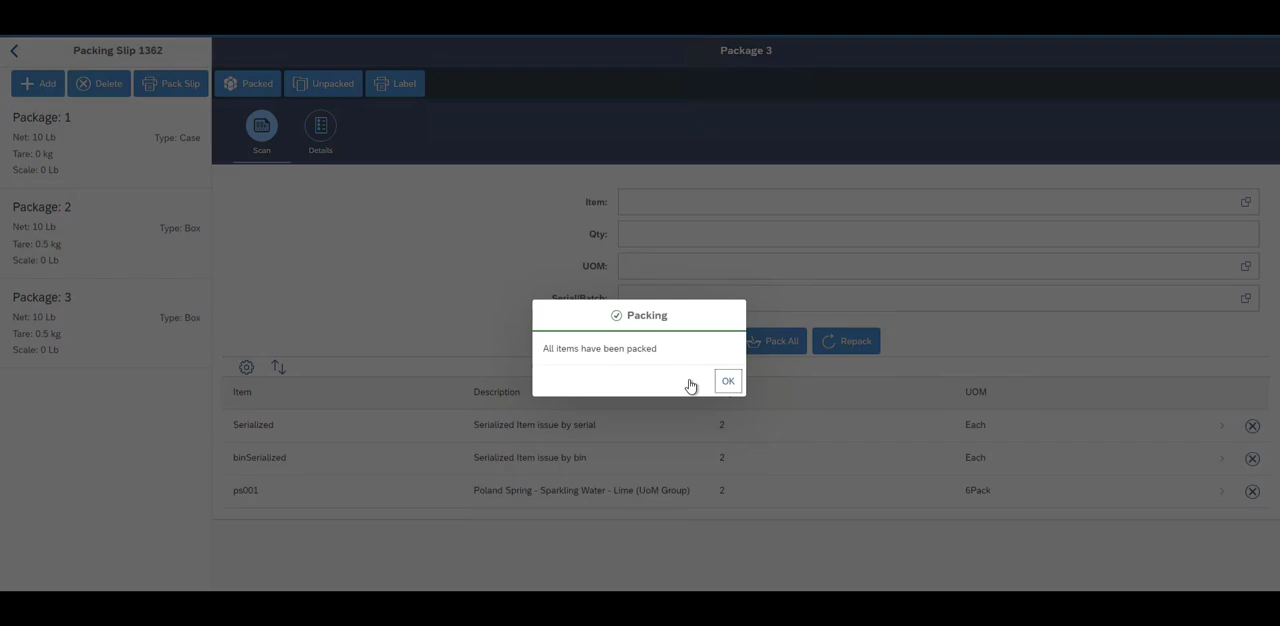 Packing Slip 1362
Package 3
Add
Delete
Pack Slip
Packed
Unpacked
Label
Package: 1
Net: 10 Lb
Type: Case
Tare: 0 kg
Scale: 0 Lb
Scan
Details
Package: 2
Net: 10 Lb
Type: Box
Tare: 0.5 kg
Scale: 0 Lb
Package: 3
Net: 10 Lb
Type: Box
Tare: 0.5 kg
Scale: 0 Lb
Item:
Qty:
UOM:
Serial/Batch:
Packing
All items have been packed
OK
Pack All
Repack
Item Description UOM
Serialized Serialized Item issue by serial 2 Each
binSerialized Serialized Item issue by bin 2 Each
ps001 Poland Spring - Sparkling Water - Lime (UoM Group) 2 6Pack